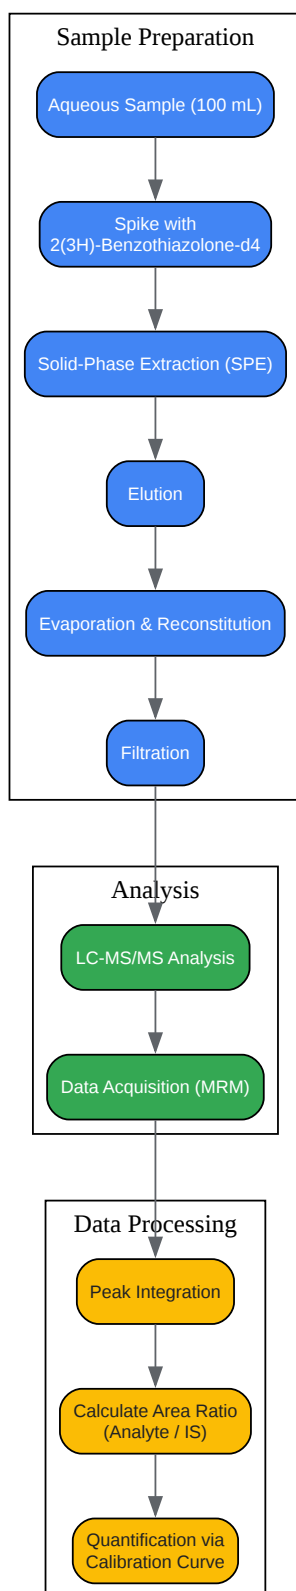 Sample Preparation
Aqueous Sample (100 mL)
Spike with
2(3H)-Benzothiazolone-d4
Solid-Phase Extraction (SPE)
Elution
Evaporation & Reconstitution
Filtration
Analysis
LC-MS/MS Analysis
Data Acquisition (MRM)
Data Processing
Peak Integration
Calculate Area Ratio
(Analyte / IS)
Quantification via
Calibration Curve